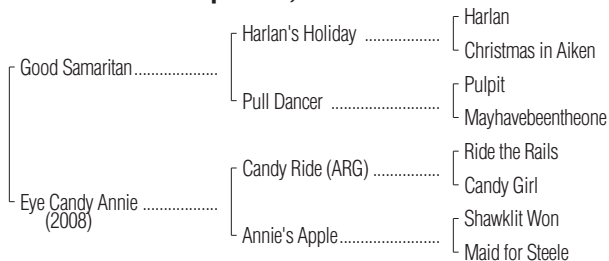 Harlan
Harlan's Holiday ..................
Christmas in Aiken
Good Samaritan....................
Pulpit
Pull Dancer ..........................
Mayhavebeentheone
Ride the Rails
Candy Ride (ARG) ................
Candy Girl
Eye Candy Annie ..................
(2008)
Shawklit Won
Annie's Apple........................
Maid for Steele